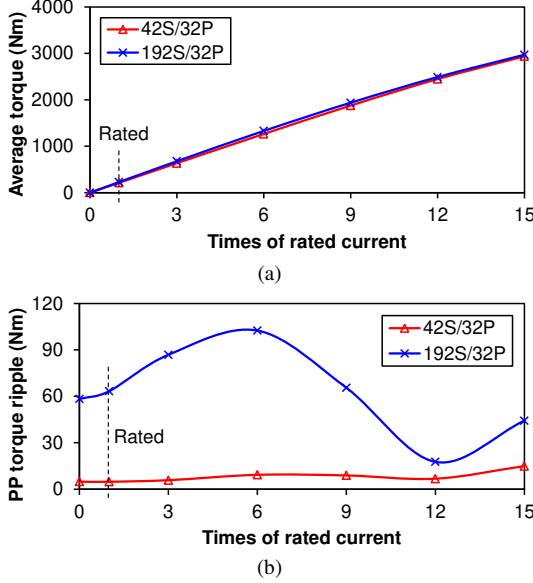 4000
3000
2000
1000
0
Average torque (Nm)
42S/32P
192S/32P
Rated
0 3 6 9 12 15
Times of rated current
(a)
120
90
60
30
0
PP torque ripple (Nm)
42S/32P
192S/32P
Rated
0 3 6 9 12 15
Times of rated current
(b)